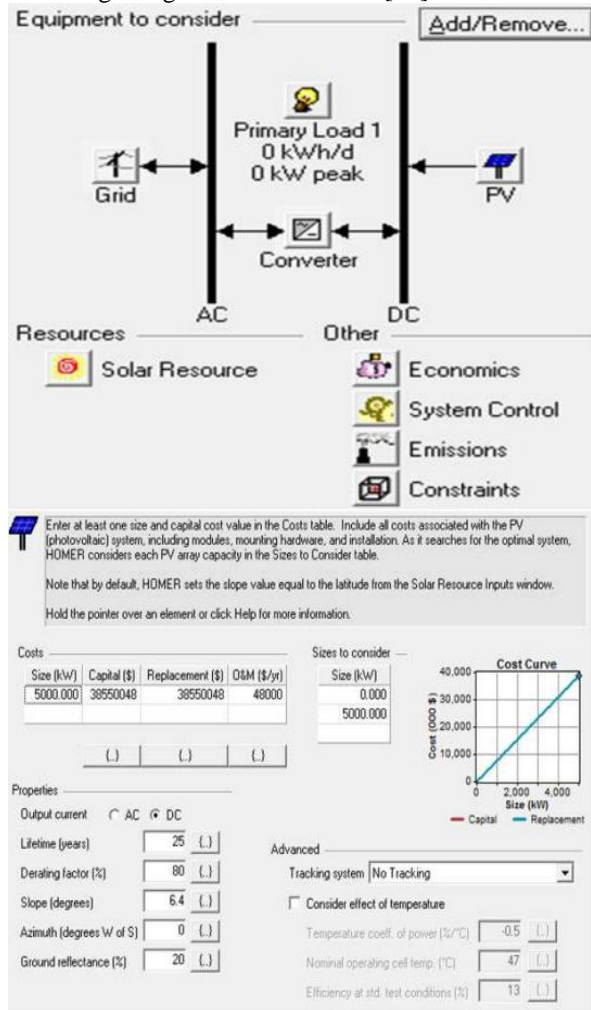 Equipment to consider
Add/Remove...
Primary Load 1
0 kWh/d
0 kW peak
Grid
PV
Converter
AC
DC
Resources
Other
Solar Resource
Economics
System Control
Emissions
Constraints
Enter at least one size and capital cost value in the Costs table. Include all costs associated with the PV
(photovoltaic) system, including modules, mounting hardware, and installation. As it searches for the optimal system,
HOMER considers each PV array capacity in the Sizes to Consider table.
Note that by default, HOMER sets the slope value equal to the latitude from the Solar Resource Inputs window.
Hold the pointer over an element or click Help for more information.
Costs
Size (kW) Capital ($) Replacement ($) O&M ($/yr)
5000.000 38550048 38550048 48000
{..} {..} {..}
Sizes to consider
Size (kW)
0.000
5000.000
Cost Curve
Cost (000 $)
40,000
30,000
20,000
10,000
0
0 2,000 4,000
Size (kW)
Capital Replacement
Properties
Output current AC DC
Lifetime (years) 25 {..}
Derating factor (%) 80 {..}
Slope (degrees) 6.4 {..}
Azimuth (degrees W of S) 0 {..}
Ground reflectance (%) 20 {..}
Advanced
Tracking system No Tracking
Consider effect of temperature
Temperature coeff. of power (%/°C) -0.5 {..}
Nominal operating cell temp. (°C) 47 {..}
Efficiency at std. test conditions (%) 13 {..}